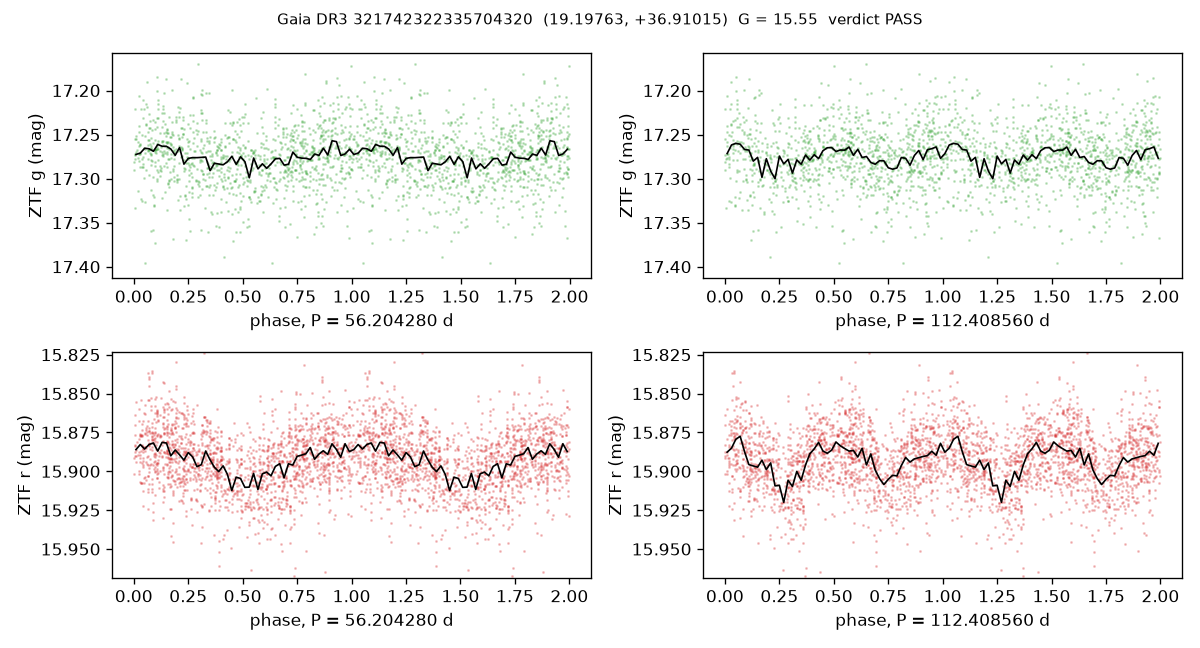 Gaia DR3 321742322335704320 (19.19763, +36.91015) G = 15.55 verdict PASS
ZTF g (mag)
17.20
17.25
17.30
17.35
17.40
0.00 0.25 0.50 0.75 1.00 1.25 1.50 1.75 2.00
phase, P = 56.204280 d
ZTF g (mag)
17.20
17.25
17.30
17.35
17.40
0.00 0.25 0.50 0.75 1.00 1.25 1.50 1.75 2.00
phase, P = 112.408560 d
ZTF r (mag)
15.825
15.850
15.875
15.900
15.925
15.950
0.00 0.25 0.50 0.75 1.00 1.25 1.50 1.75 2.00
phase, P = 56.204280 d
ZTF r (mag)
15.825
15.850
15.875
15.900
15.925
15.950
0.00 0.25 0.50 0.75 1.00 1.25 1.50 1.75 2.00
phase, P = 112.408560 d